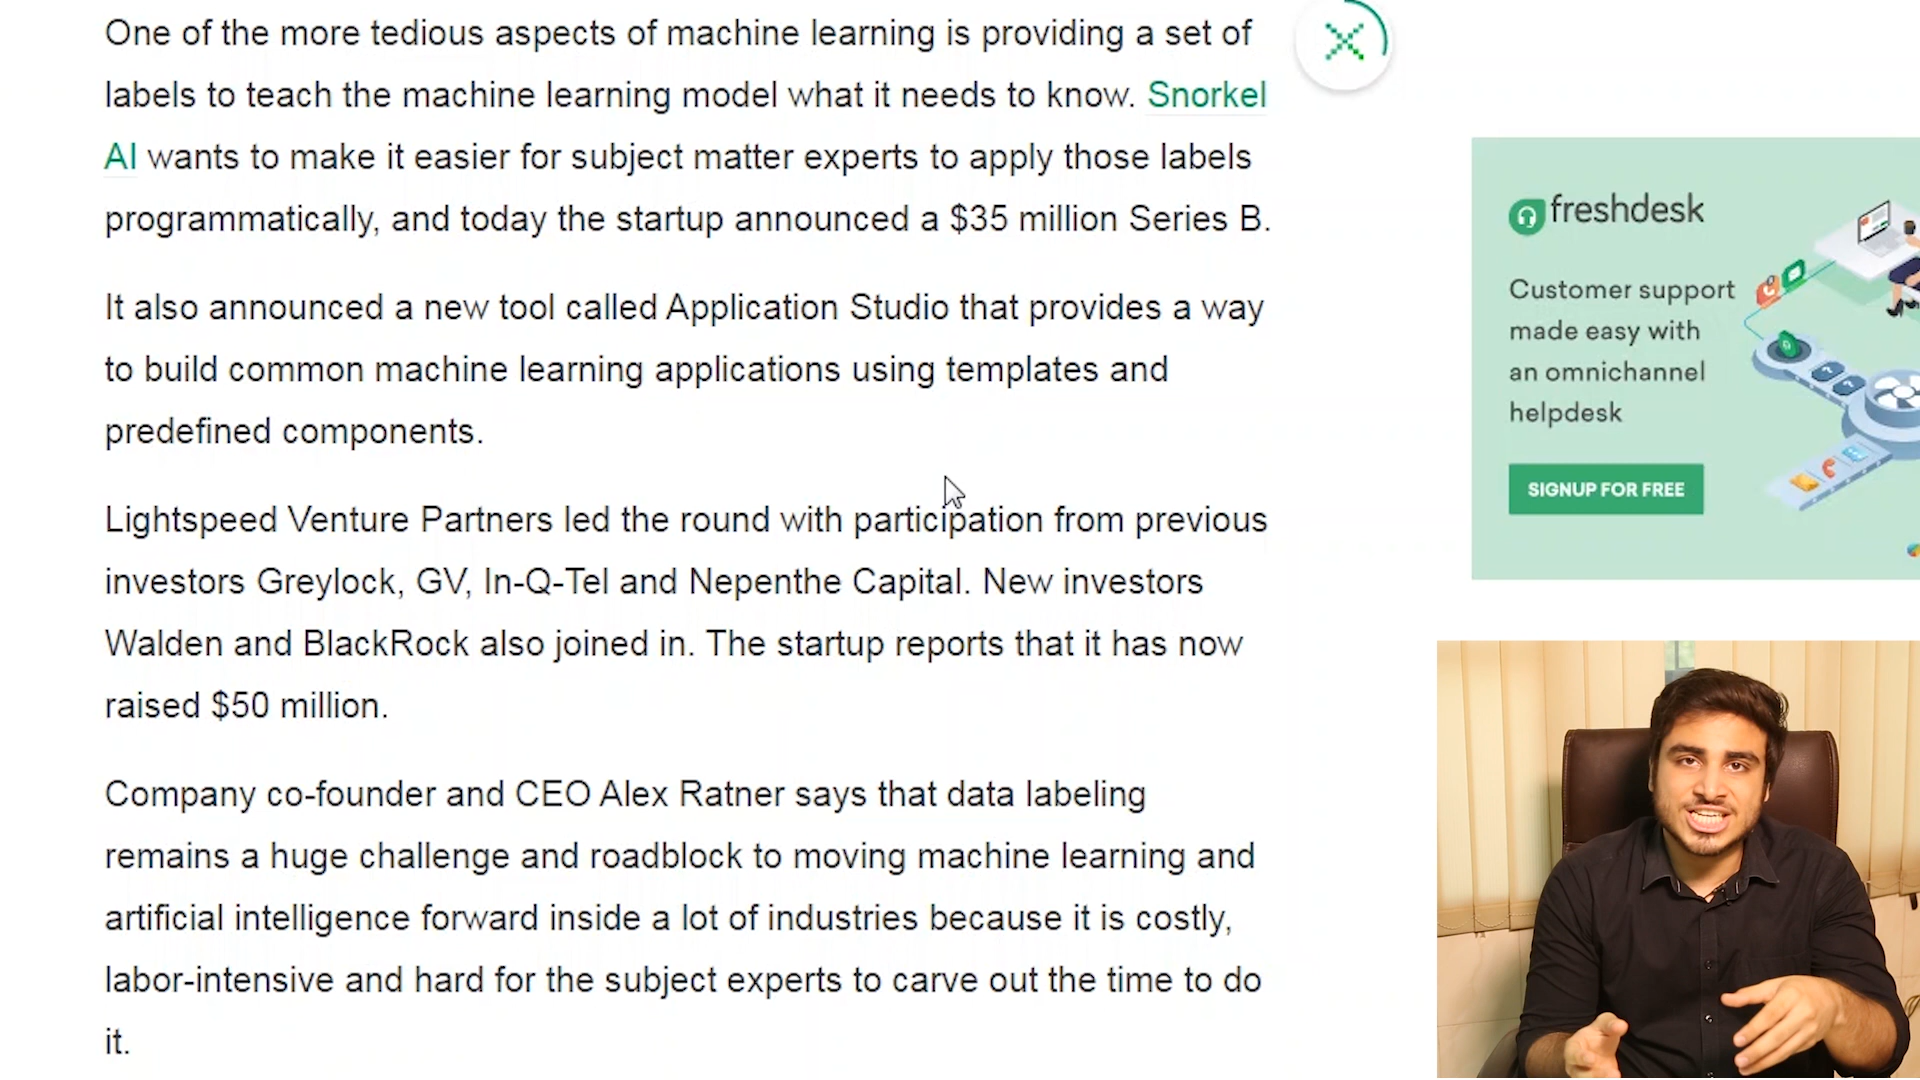 One of the more tedious aspects of machine learning is providing a set of
labels to teach the machine learning model what it needs to know. Snorkel
AI wants to make it easier for subject matter experts to apply those labels
programmatically, and today the startup announced a $35 million Series B.
It also announced a new tool called Application Studio that provides a way
to build common machine learning applications using templates and
predefined components.
Lightspeed Venture Partners led the round with participation from previous
investors Greylock, GV, In-Q-Tel and Nepenthe Capital. New investors
Walden and BlackRock also joined in. The startup reports that it has now
raised $50 million.
Company co-founder and CEO Alex Ratner says that data labeling
remains a huge challenge and roadblock to moving machine learning and
artificial intelligence forward inside a lot of industries because it is costly,
labor-intensive and hard for the subject experts to carve out the time to do
it.
freshdesk
Customer support
made easy with
an omnichannel
helpdesk
SIGNUP FOR FREE